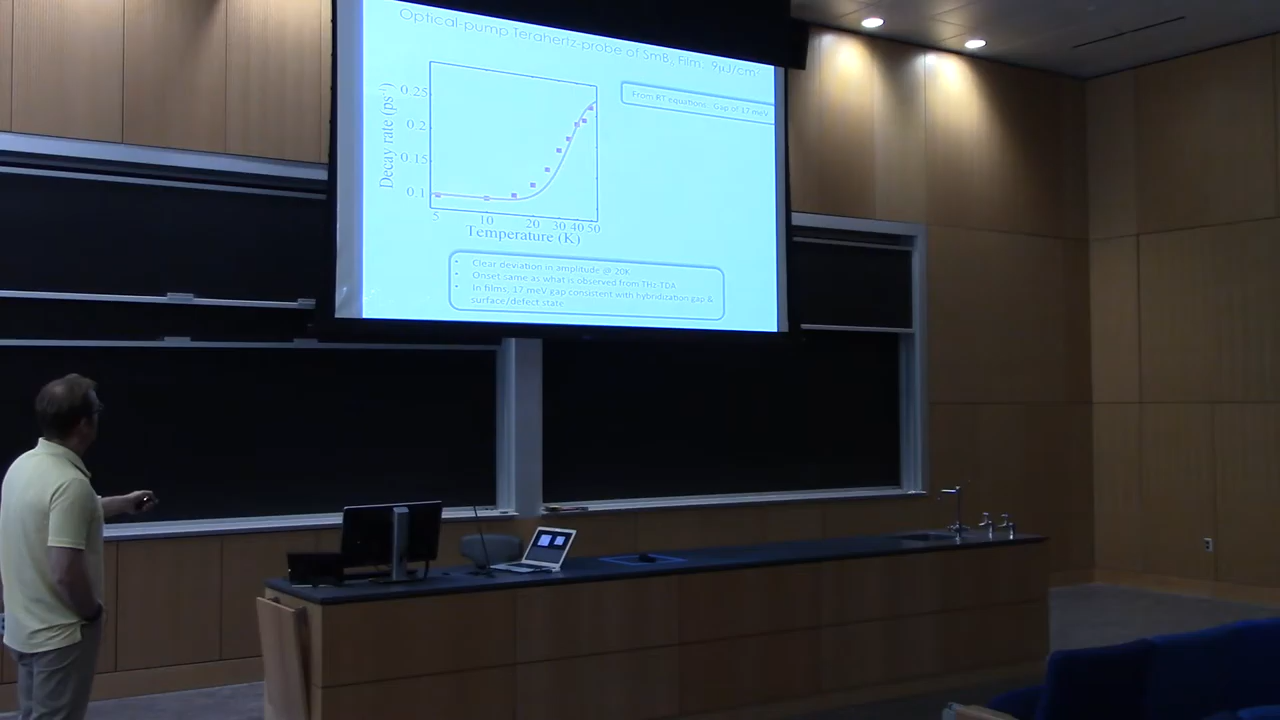 Optical-pump Terahertz-probe of SmB₆ Film, 9μJ/cm²
From RT equations: Gap of 17 meV
Decay rate (ps⁻¹)
0.25
0.2
0.15
0.1
5 10 20 30 40 50
Temperature (K)
• Clear deviation in amplitude @ 20K
• Onset same as what is observed from THz-TDA
• In films, 17 meV gap consistent with hybridization gap &
surface/defect state